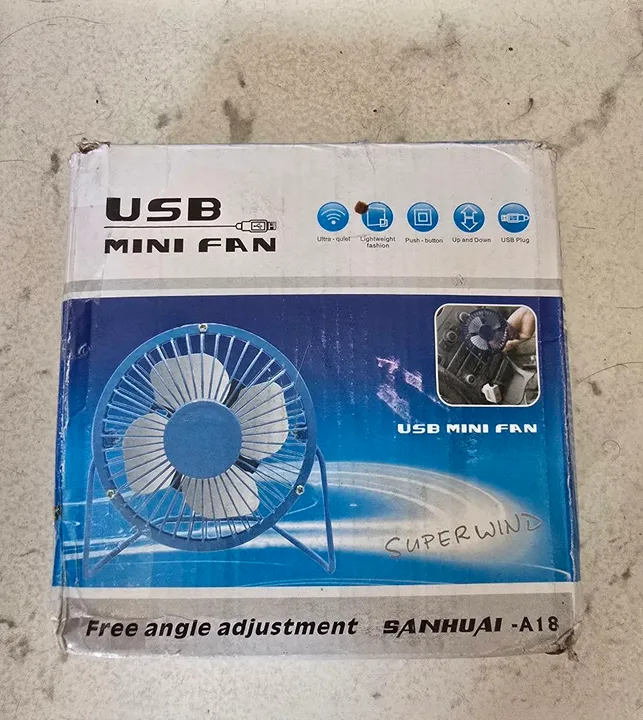 USB
MINI FAN
Ultra - quiet
Lightweight
fashion
Push - button
Up and Down
USB Plug
USB MINI FAN
SUPERWIND
Free angle adjustment
SANHUAI -A18